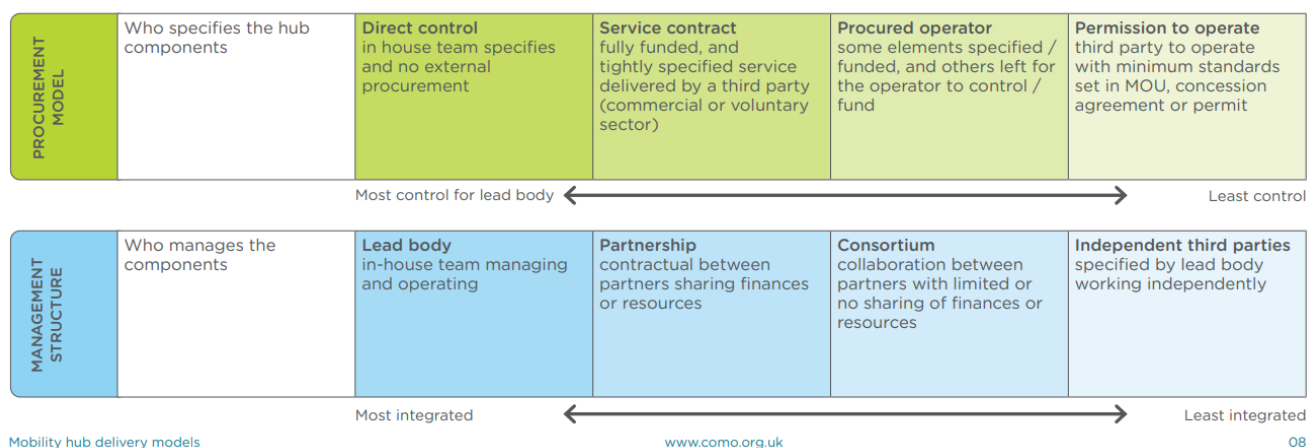 PROCUREMENT
MODEL
Who specifies the hub
components
Direct control
in house team specifies
and no external
procurement
Service contract
fully funded, and
tightly specified service
delivered by a third party
(commercial or voluntary
sector)
Procured operator
some elements specified /
funded, and others left for
the operator to control /
fund
Permission to operate
third party to operate
with minimum standards
set in MOU, concession
agreement or permit
Most control for lead body
Least control
MANAGEMENT
STRUCTURE
Who manages the
components
Lead body
in-house team managing
and operating
Partnership
contractual between
partners sharing finances
or resources
Consortium
collaboration between
partners with limited or
no sharing of finances or
resources
Independent third parties
specified by lead body
working independently
Most integrated
Least integrated
Mobility hub delivery models
www.como.org.uk
08